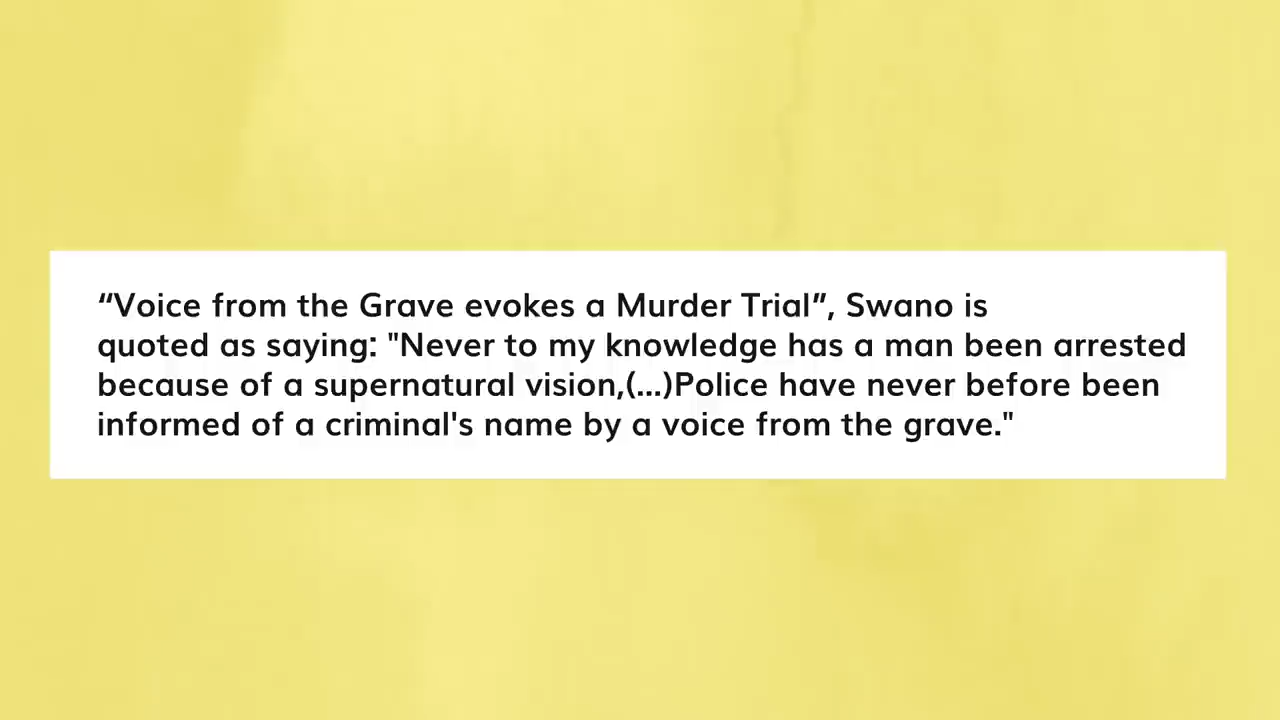 “Voice from the Grave evokes a Murder Trial”, Swano is
quoted as saying: "Never to my knowledge has a man been arrested
because of a supernatural vision,(...)Police have never before been
informed of a criminal's name by a voice from the grave."